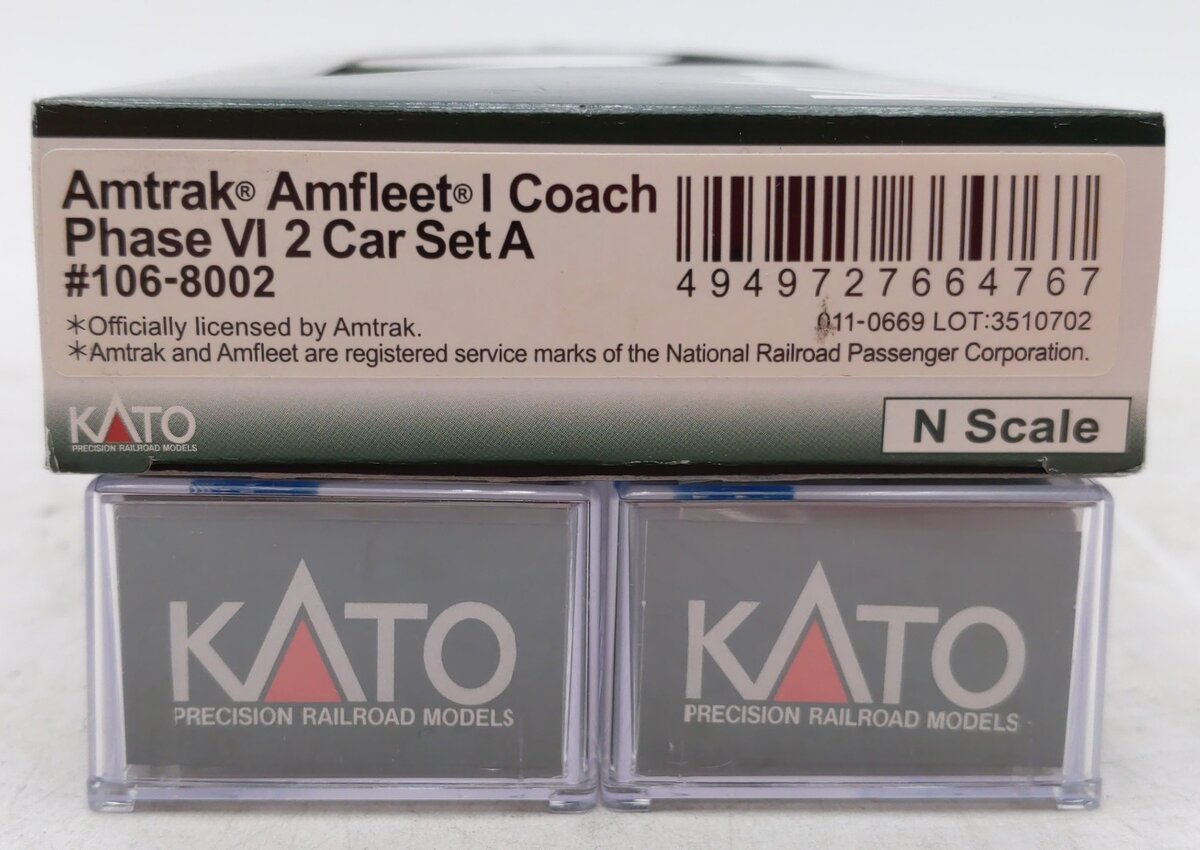 Amtrak® Amfleet® I Coach
Phase VI 2 Car Set A
#106-8002
4949727664767
011-0669 LOT:3510702
*Officially licensed by Amtrak.
*Amtrak and Amfleet are registered service marks of the National Railroad Passenger Corporation.
KATO
PRECISION RAILROAD MODELS
N Scale
KATO
PRECISION RAILROAD MODELS
KATO
PRECISION RAILROAD MODELS